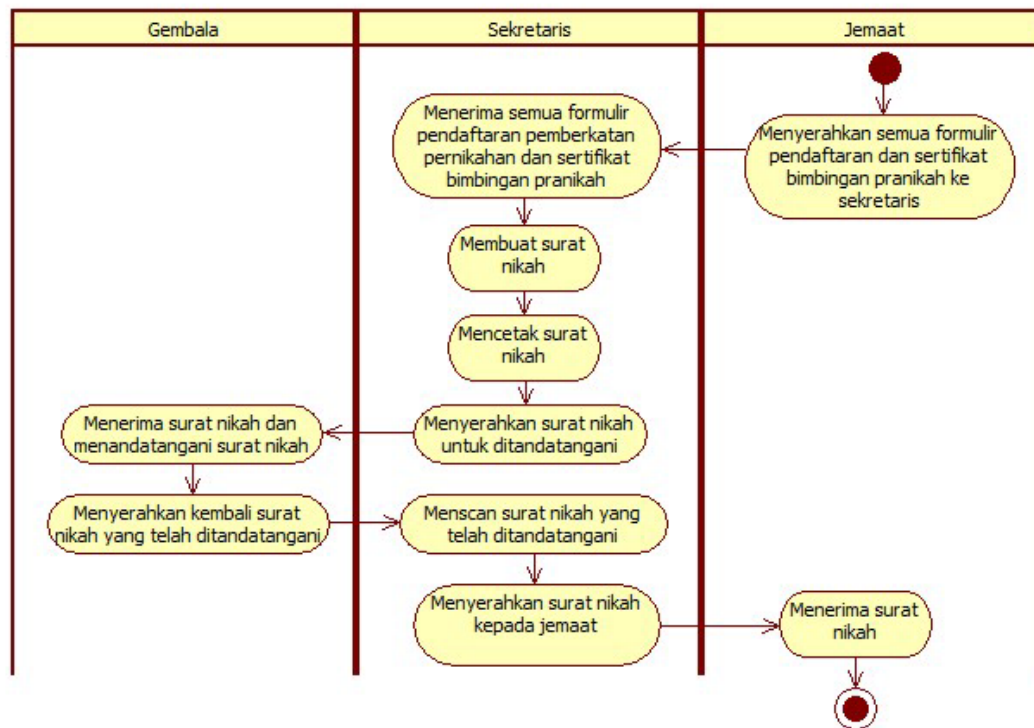 Gembala
Sekretaris
Jemaat
Menyerahkan semua formulir
pendaftaran dan sertifikat
bimbingan pranikah ke
sekretaris
Menerima semua formulir
pendaftaran pemberkatan
pernikahan dan sertifikat
bimbingan pranikah
Membuat surat
nikah
Mencetak surat
nikah
Menyerahkan surat nikah
untuk ditandatangani
Menerima surat nikah dan
menandatangani surat nikah
Menyerahkan kembali surat
nikah yang telah ditandatangani
Menscan surat nikah yang
telah ditandatangani
Menyerahkan surat nikah
kepada jemaat
Menerima surat
nikah